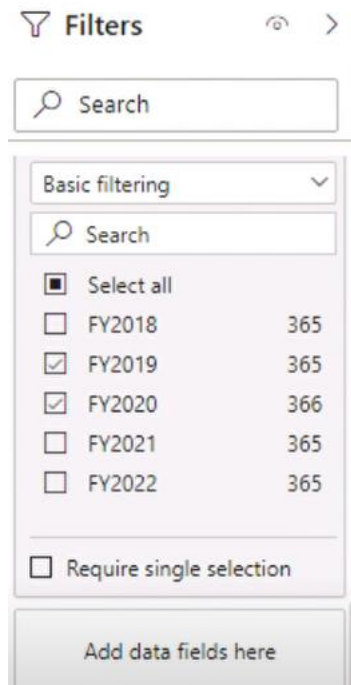 Filters
Search
Basic filtering
Search
Select all
FY2018 365
FY2019 365
FY2020 366
FY2021 365
FY2022 365
Require single selection
Add data fields here